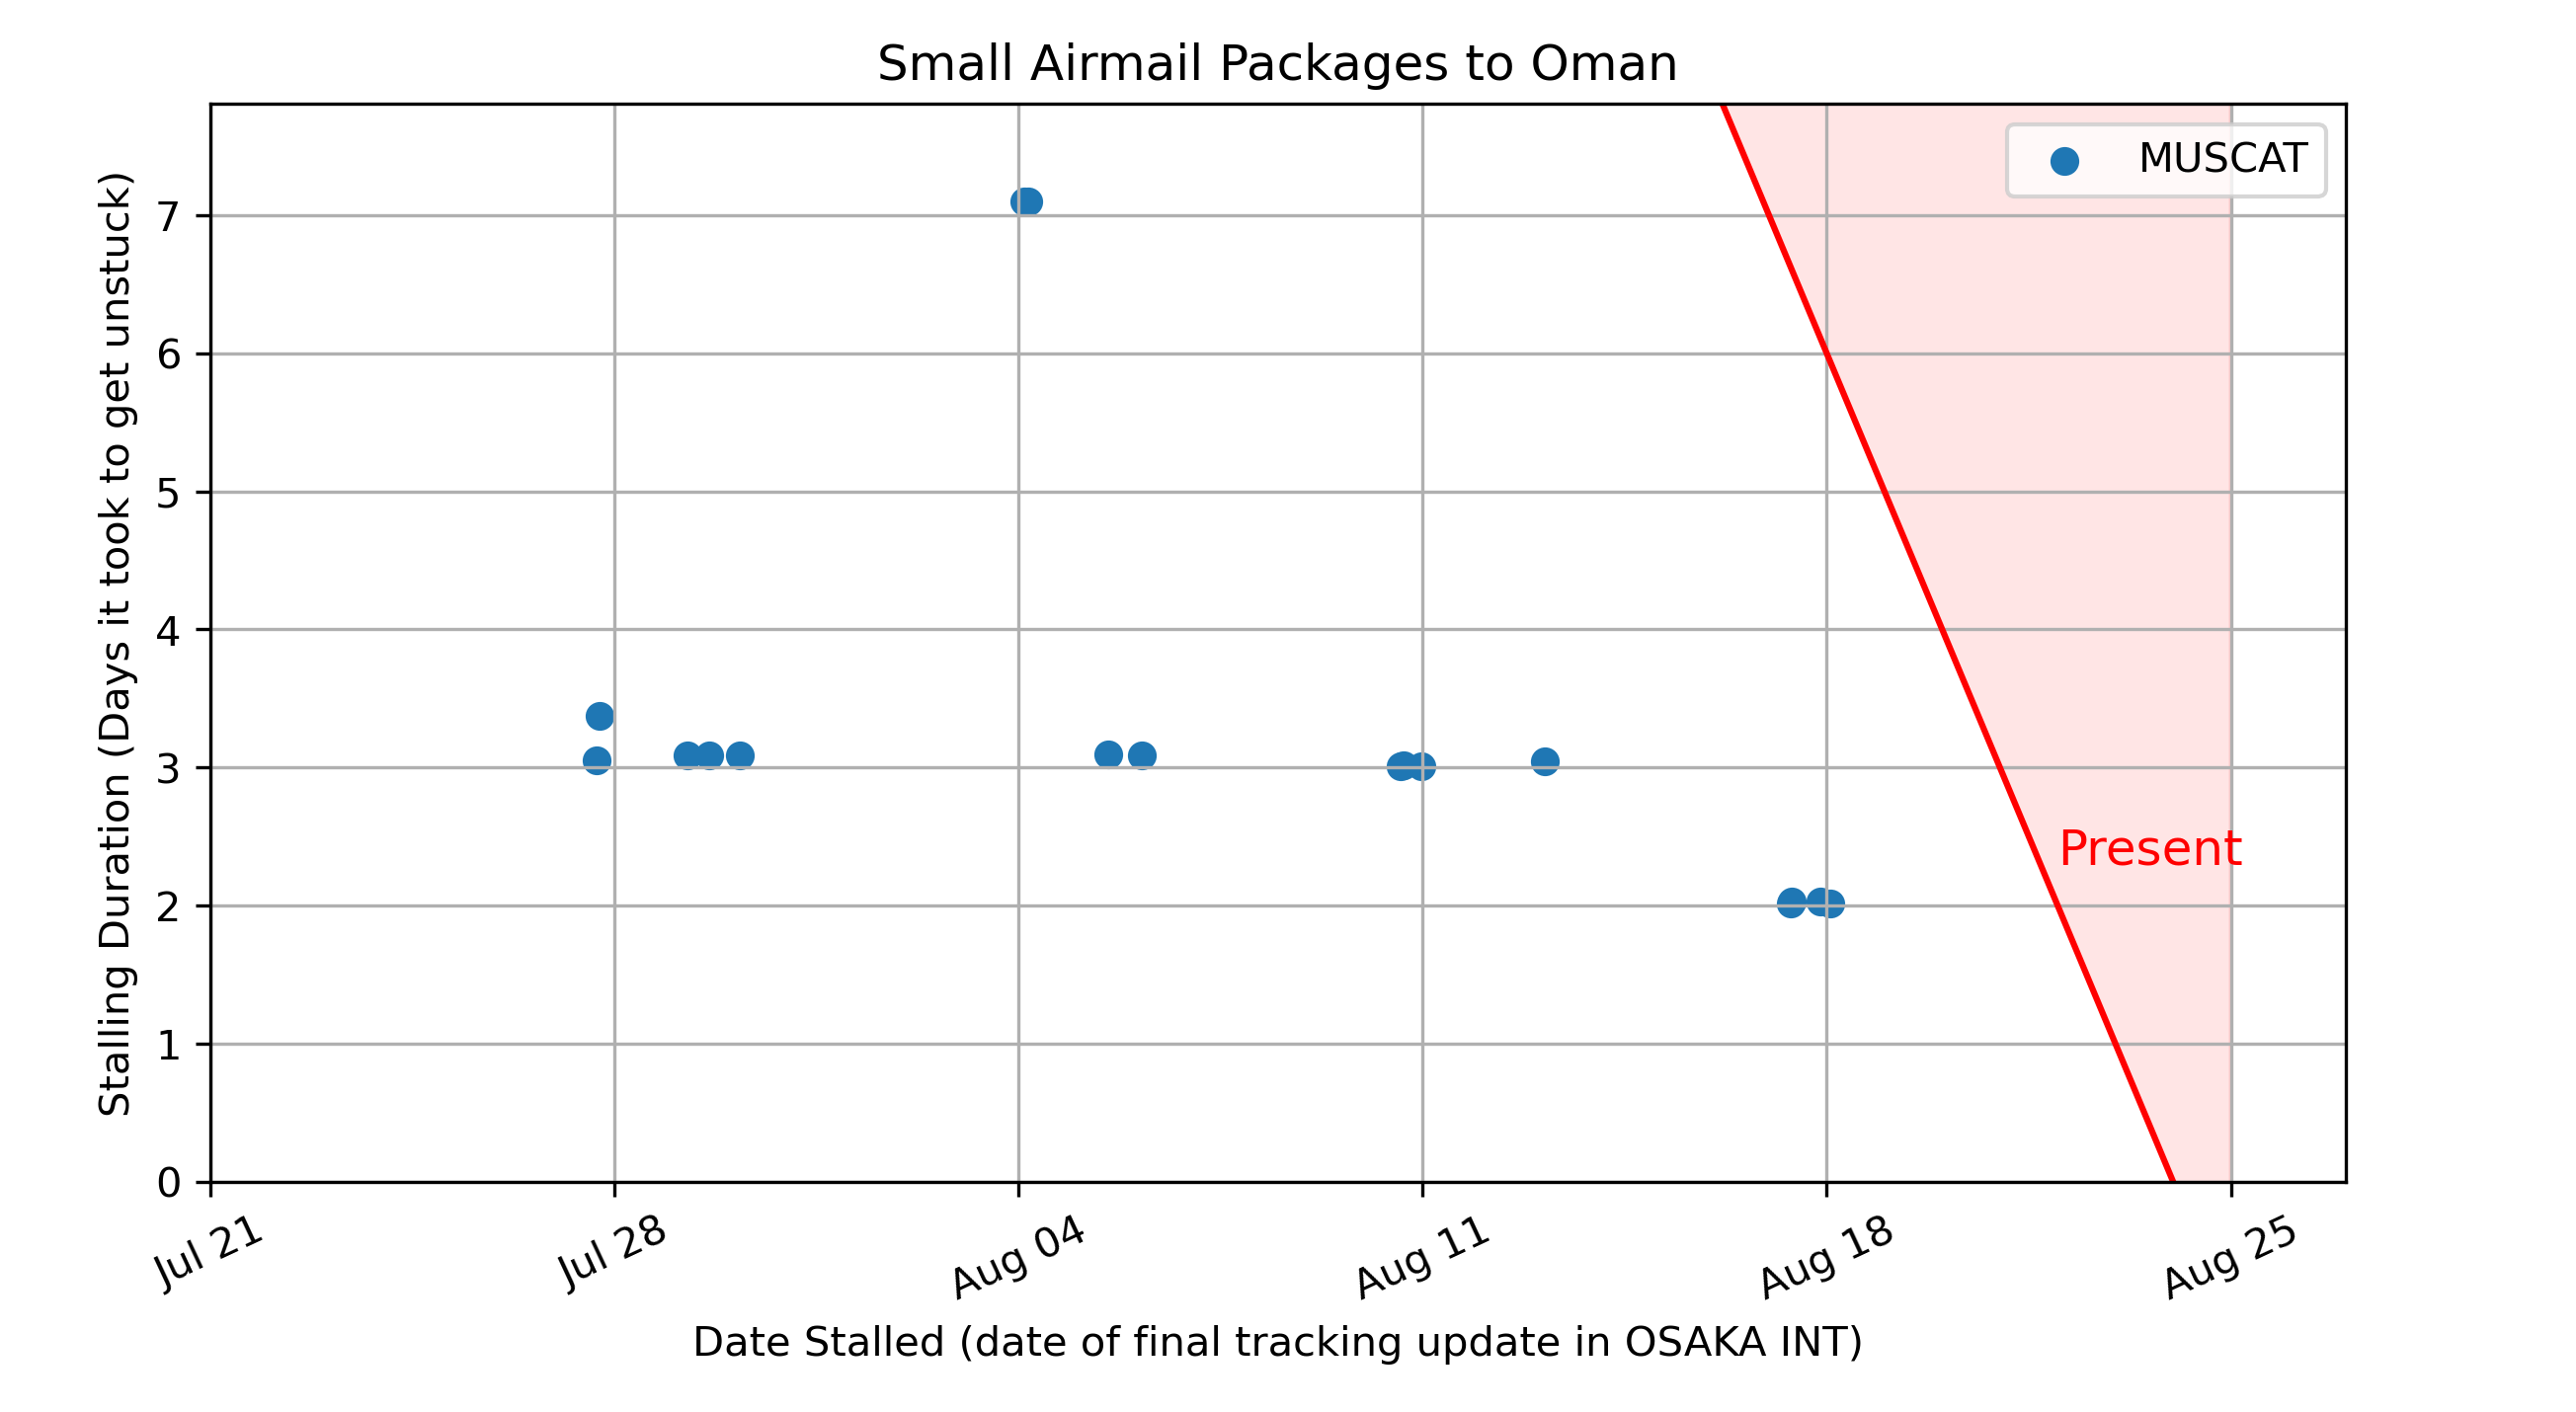 Small Airmail Packages to Oman
MUSCAT
Stalling Duration (Days it took to get unstuck)
7
6
5
4
3
2
1
0
Present
Jul 21
Jul 28
Aug 04
Aug 11
Aug 18
Aug 25
Date Stalled (date of final tracking update in OSAKA INT)